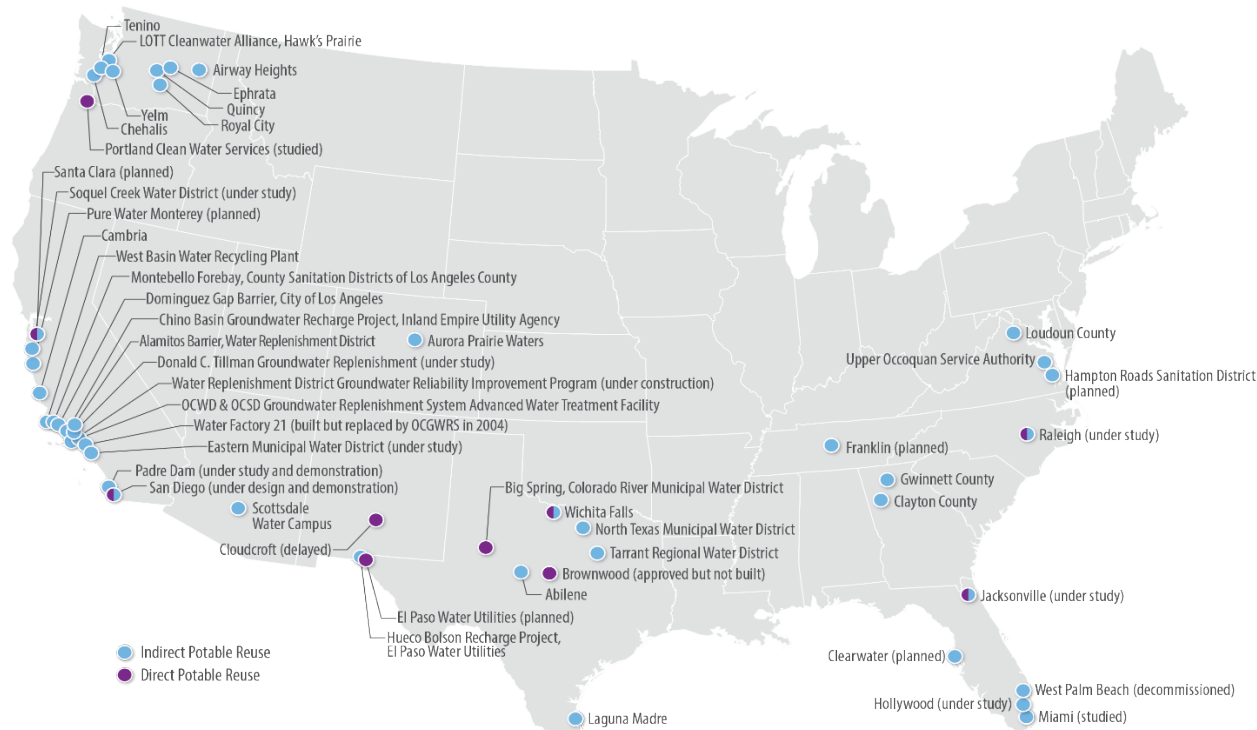 Tenino
LOTT Cleanwater Alliance, Hawk's Prairie
Airway Heights
Ephrata
Quincy
Royal City
Yelm
Chehalis
Portland Clean Water Services (studied)
Santa Clara (planned)
Soquel Creek Water District (under study)
Pure Water Monterey (planned)
Cambria
West Basin Water Recycling Plant
Montebello Forebay, County Sanitation Districts of Los Angeles County
Dominguez Gap Barrier, City of Los Angeles
Chino Basin Groundwater Recharge Project, Inland Empire Utility Agency
Alamitos Barrier, Water Replenishment District
Aurora Prairie Waters
Donald C. Tillman Groundwater Replenishment (under study)
Water Replenishment District Groundwater Reliability Improvement Program (under construction)
OCWD & OCSD Groundwater Replenishment System Advanced Water Treatment Facility
Water Factory 21 (built but replaced by OCGWRS in 2004)
Eastern Municipal Water District (under study)
Padre Dam (under study and demonstration)
San Diego (under design and demonstration)
Scottsdale
Water Campus
Cloudcroft (delayed)
Big Spring, Colorado River Municipal Water District
Wichita Falls
North Texas Municipal Water District
Tarrant Regional Water District
Brownwood (approved but not built)
Abilene
El Paso Water Utilities (planned)
Hueco Bolson Recharge Project,
El Paso Water Utilities
Laguna Madre
Loudoun County
Upper Occoquan Service Authority
Hampton Roads Sanitation District
(planned)
Raleigh (under study)
Franklin (planned)
Gwinnett County
Clayton County
Jacksonville (under study)
Clearwater (planned)
West Palm Beach (decommissioned)
Hollywood (under study)
Miami (studied)
Indirect Potable Reuse
Direct Potable Reuse